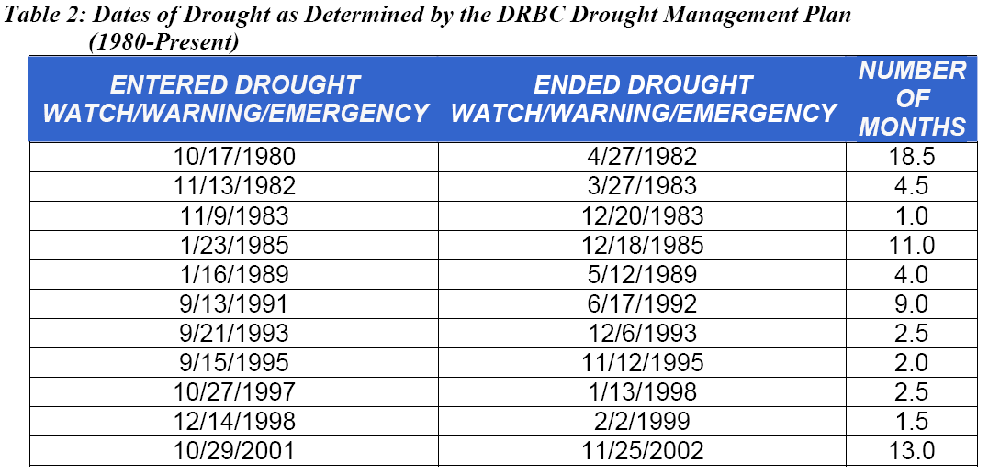 Table 2: Dates of Drought as Determined by the DRBC Drought Management Plan
(1980-Present)
ENTERED DROUGHT WATCH/WARNING/EMERGENCY ENDED DROUGHT WATCH/WARNING/EMERGENCY NUMBER OF MONTHS
10/17/1980 4/27/1982 18.5
11/13/1982 3/27/1983 4.5
11/9/1983 12/20/1983 1.0
1/23/1985 12/18/1985 11.0
1/16/1989 5/12/1989 4.0
9/13/1991 6/17/1992 9.0
9/21/1993 12/6/1993 2.5
9/15/1995 11/12/1995 2.0
10/27/1997 1/13/1998 2.5
12/14/1998 2/2/1999 1.5
10/29/2001 11/25/2002 13.0